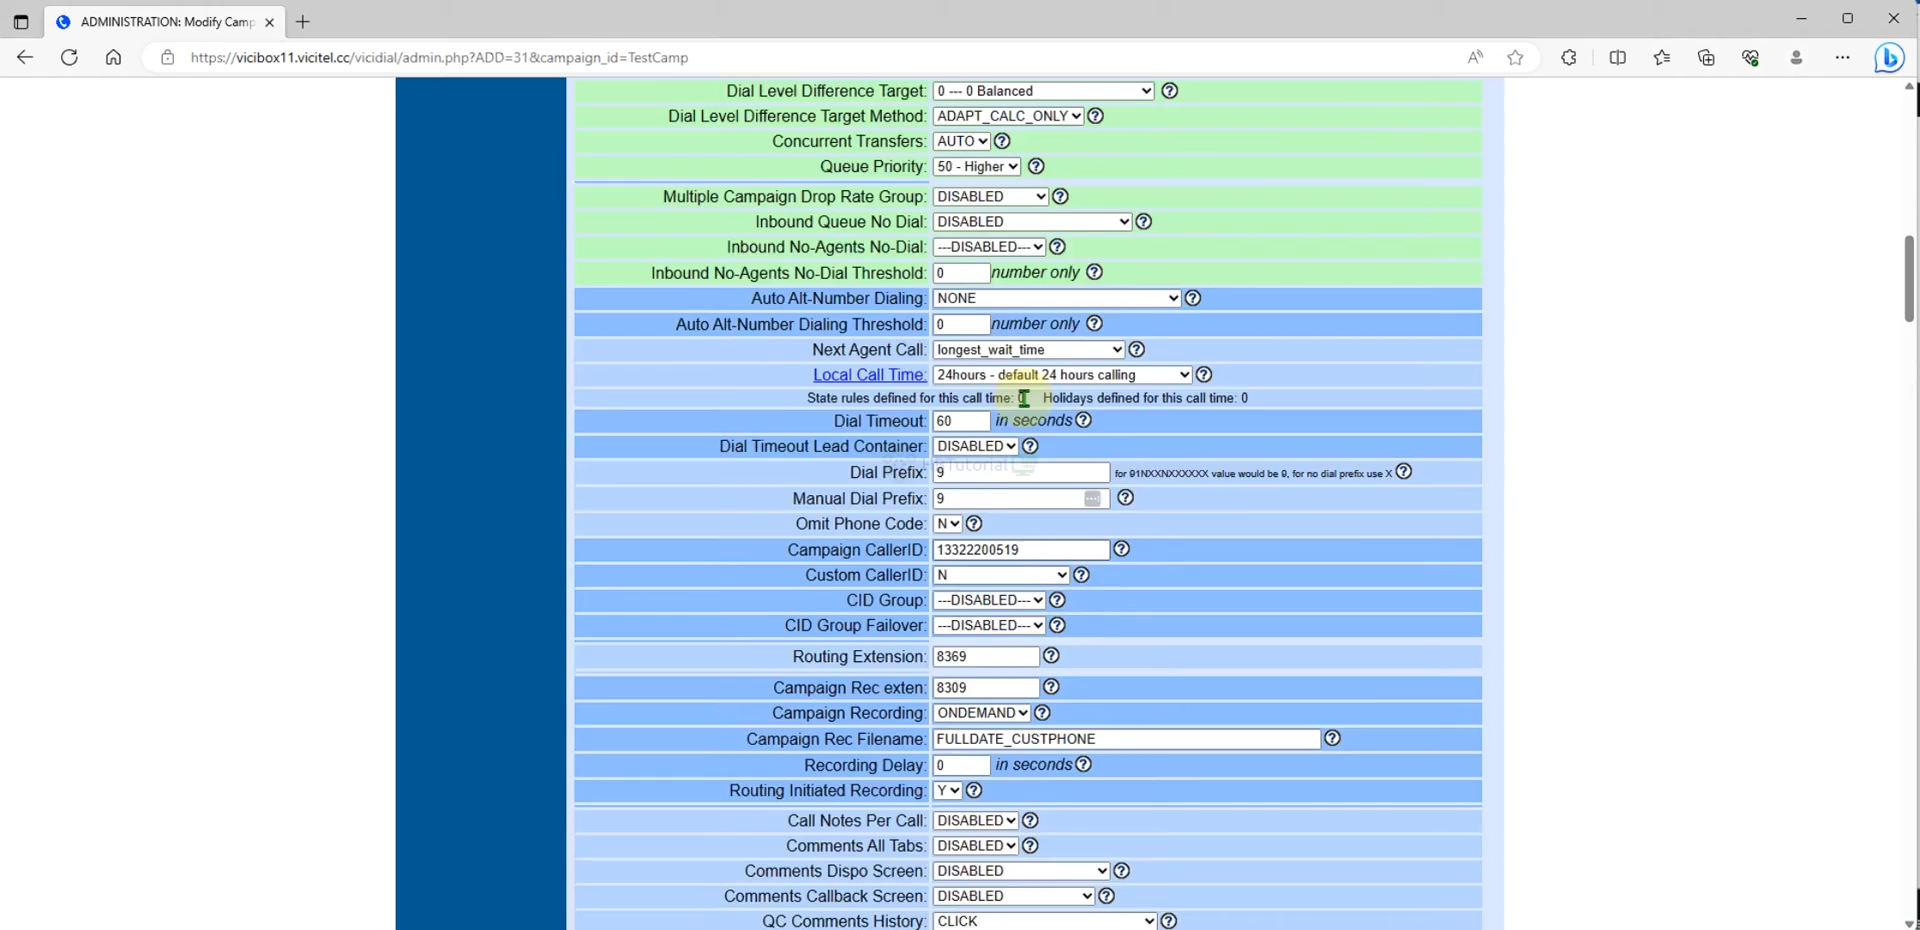 ADMINISTRATION: Modify Camp
https://vicibox11.vicitel.cc/vicidial/admin.php?ADD=31&campaign_id=TestCamp
Dial Level Difference Target: 0 --- 0 Balanced
Dial Level Difference Target Method: ADAPT_CALC_ONLY
Concurrent Transfers: AUTO
Queue Priority: 50 - Higher
Multiple Campaign Drop Rate Group: DISABLED
Inbound Queue No Dial: DISABLED
Inbound No-Agents No-Dial: ---DISABLED---
Inbound No-Agents No-Dial Threshold: 0 number only
Auto Alt-Number Dialing: NONE
Auto Alt-Number Dialing Threshold: 0 number only
Next Agent Call: longest_wait_time
Local Call Time: 24hours - default 24 hours calling
State rules defined for this call time: 0 Holidays defined for this call time: 0
Dial Timeout: 60 in seconds
Dial Timeout Lead Container: DISABLED
Tutorial
Dial Prefix: 9 for 91NXXNXXXXXX value would be 9, for no dial prefix use X
Manual Dial Prefix: 9
Omit Phone Code: N
Campaign CallerID: 13322200519
Custom CallerID: N
CID Group: ---DISABLED---
CID Group Failover: ---DISABLED---
Routing Extension: 8369
Campaign Rec exten: 8309
Campaign Recording: ONDEMAND
Campaign Rec Filename: FULLDATE_CUSTPHONE
Recording Delay: 0 in seconds
Routing Initiated Recording: Y
Call Notes Per Call: DISABLED
Comments All Tabs: DISABLED
Comments Dispo Screen: DISABLED
Comments Callback Screen: DISABLED
QC Comments History: CLICK